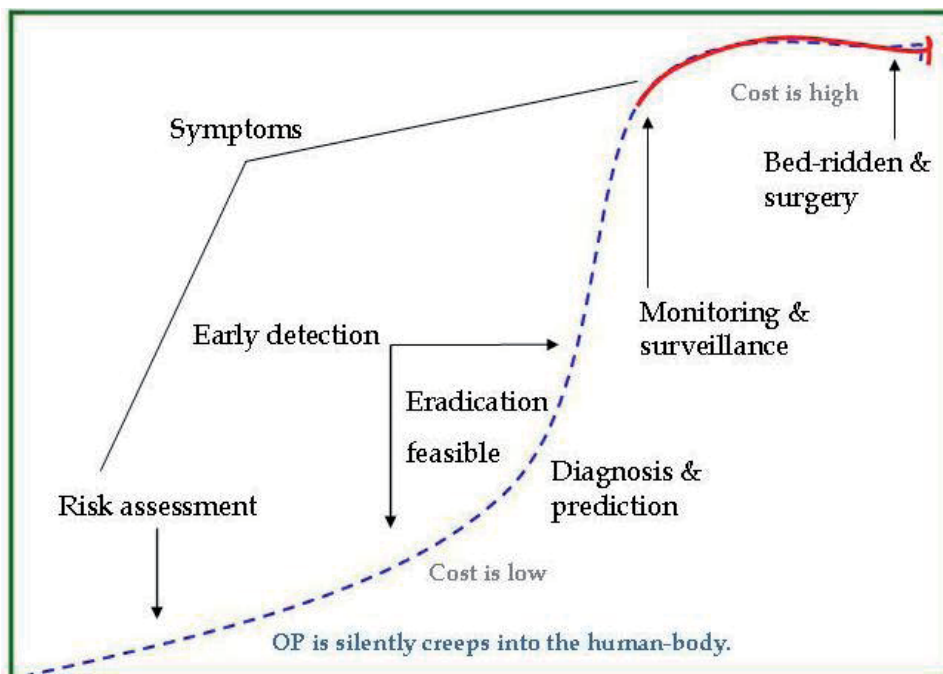 Cost is high
Symptoms
Bed-ridden &
surgery
Monitoring &
surveillance
Early detection
Eradication
feasible
Diagnosis &
prediction
Risk assessment
Cost is low
OP is silently creeps into the human-body.